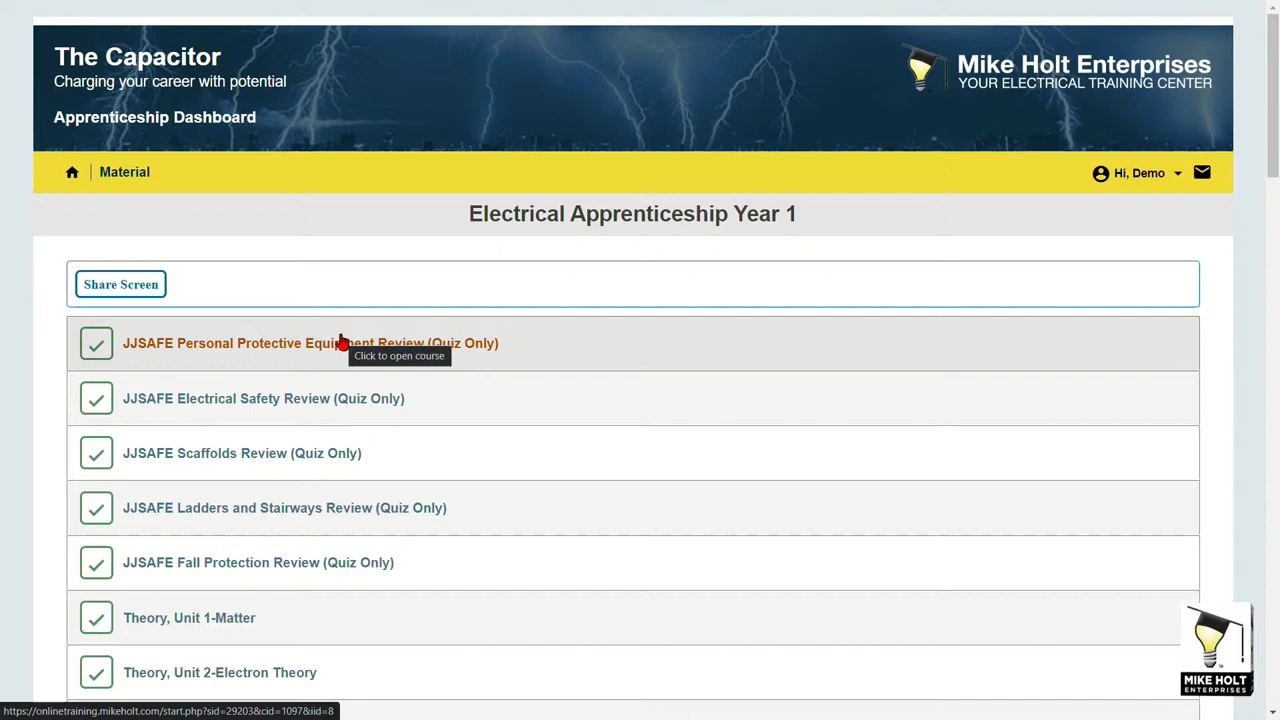 The Capacitor
Charging your career with potential
Apprenticeship Dashboard
Mike Holt Enterprises
YOUR ELECTRICAL TRAINING CENTER
Material
Hi, Demo
Electrical Apprenticeship Year 1
Share Screen
JJSAFE Personal Protective Equipment Review (Quiz Only)
Click to open course
JJSAFE Electrical Safety Review (Quiz Only)
JJSAFE Scaffolds Review (Quiz Only)
JJSAFE Ladders and Stairways Review (Quiz Only)
JJSAFE Fall Protection Review (Quiz Only)
Theory, Unit 1-Matter
Theory, Unit 2-Electron Theory
MIKE HOLT
ENTERPRISES
https://onlinetraining.mikeholt.com/start.php?sid=29203&cid=1097&iid=8